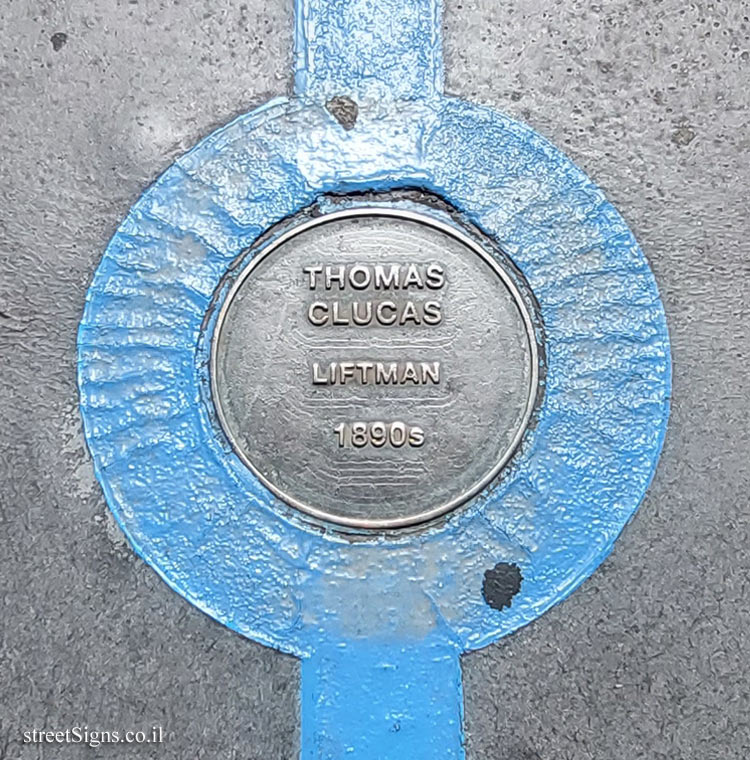 THOMAS
CLUCAS
LIFTMAN
1890s
streetSigns.co.il